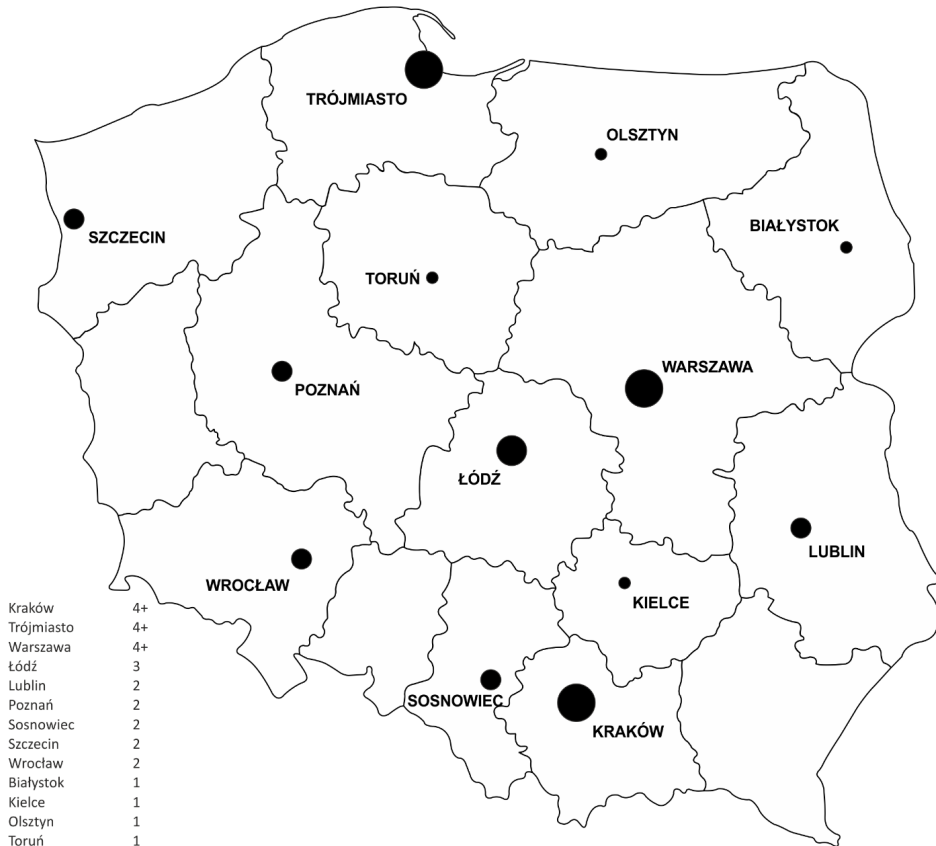 TRÓJMIASTO
OLSZTYN
BIAŁYSTOK
SZCZECIN
TORUŃ
WARSZAWA
POZNAŃ
ŁÓDŹ
LUBLIN
WROCŁAW
KIELCE
SOSNOWIEC
KRAKÓW
Kraków 4+
Trójmiasto 4+
Warszawa 4+
Łódź 3
Lublin 2
Poznań 2
Sosnowiec 2
Szczecin 2
Wrocław 2
Białystok 1
Kielce 1
Olsztyn 1
Toruń 1